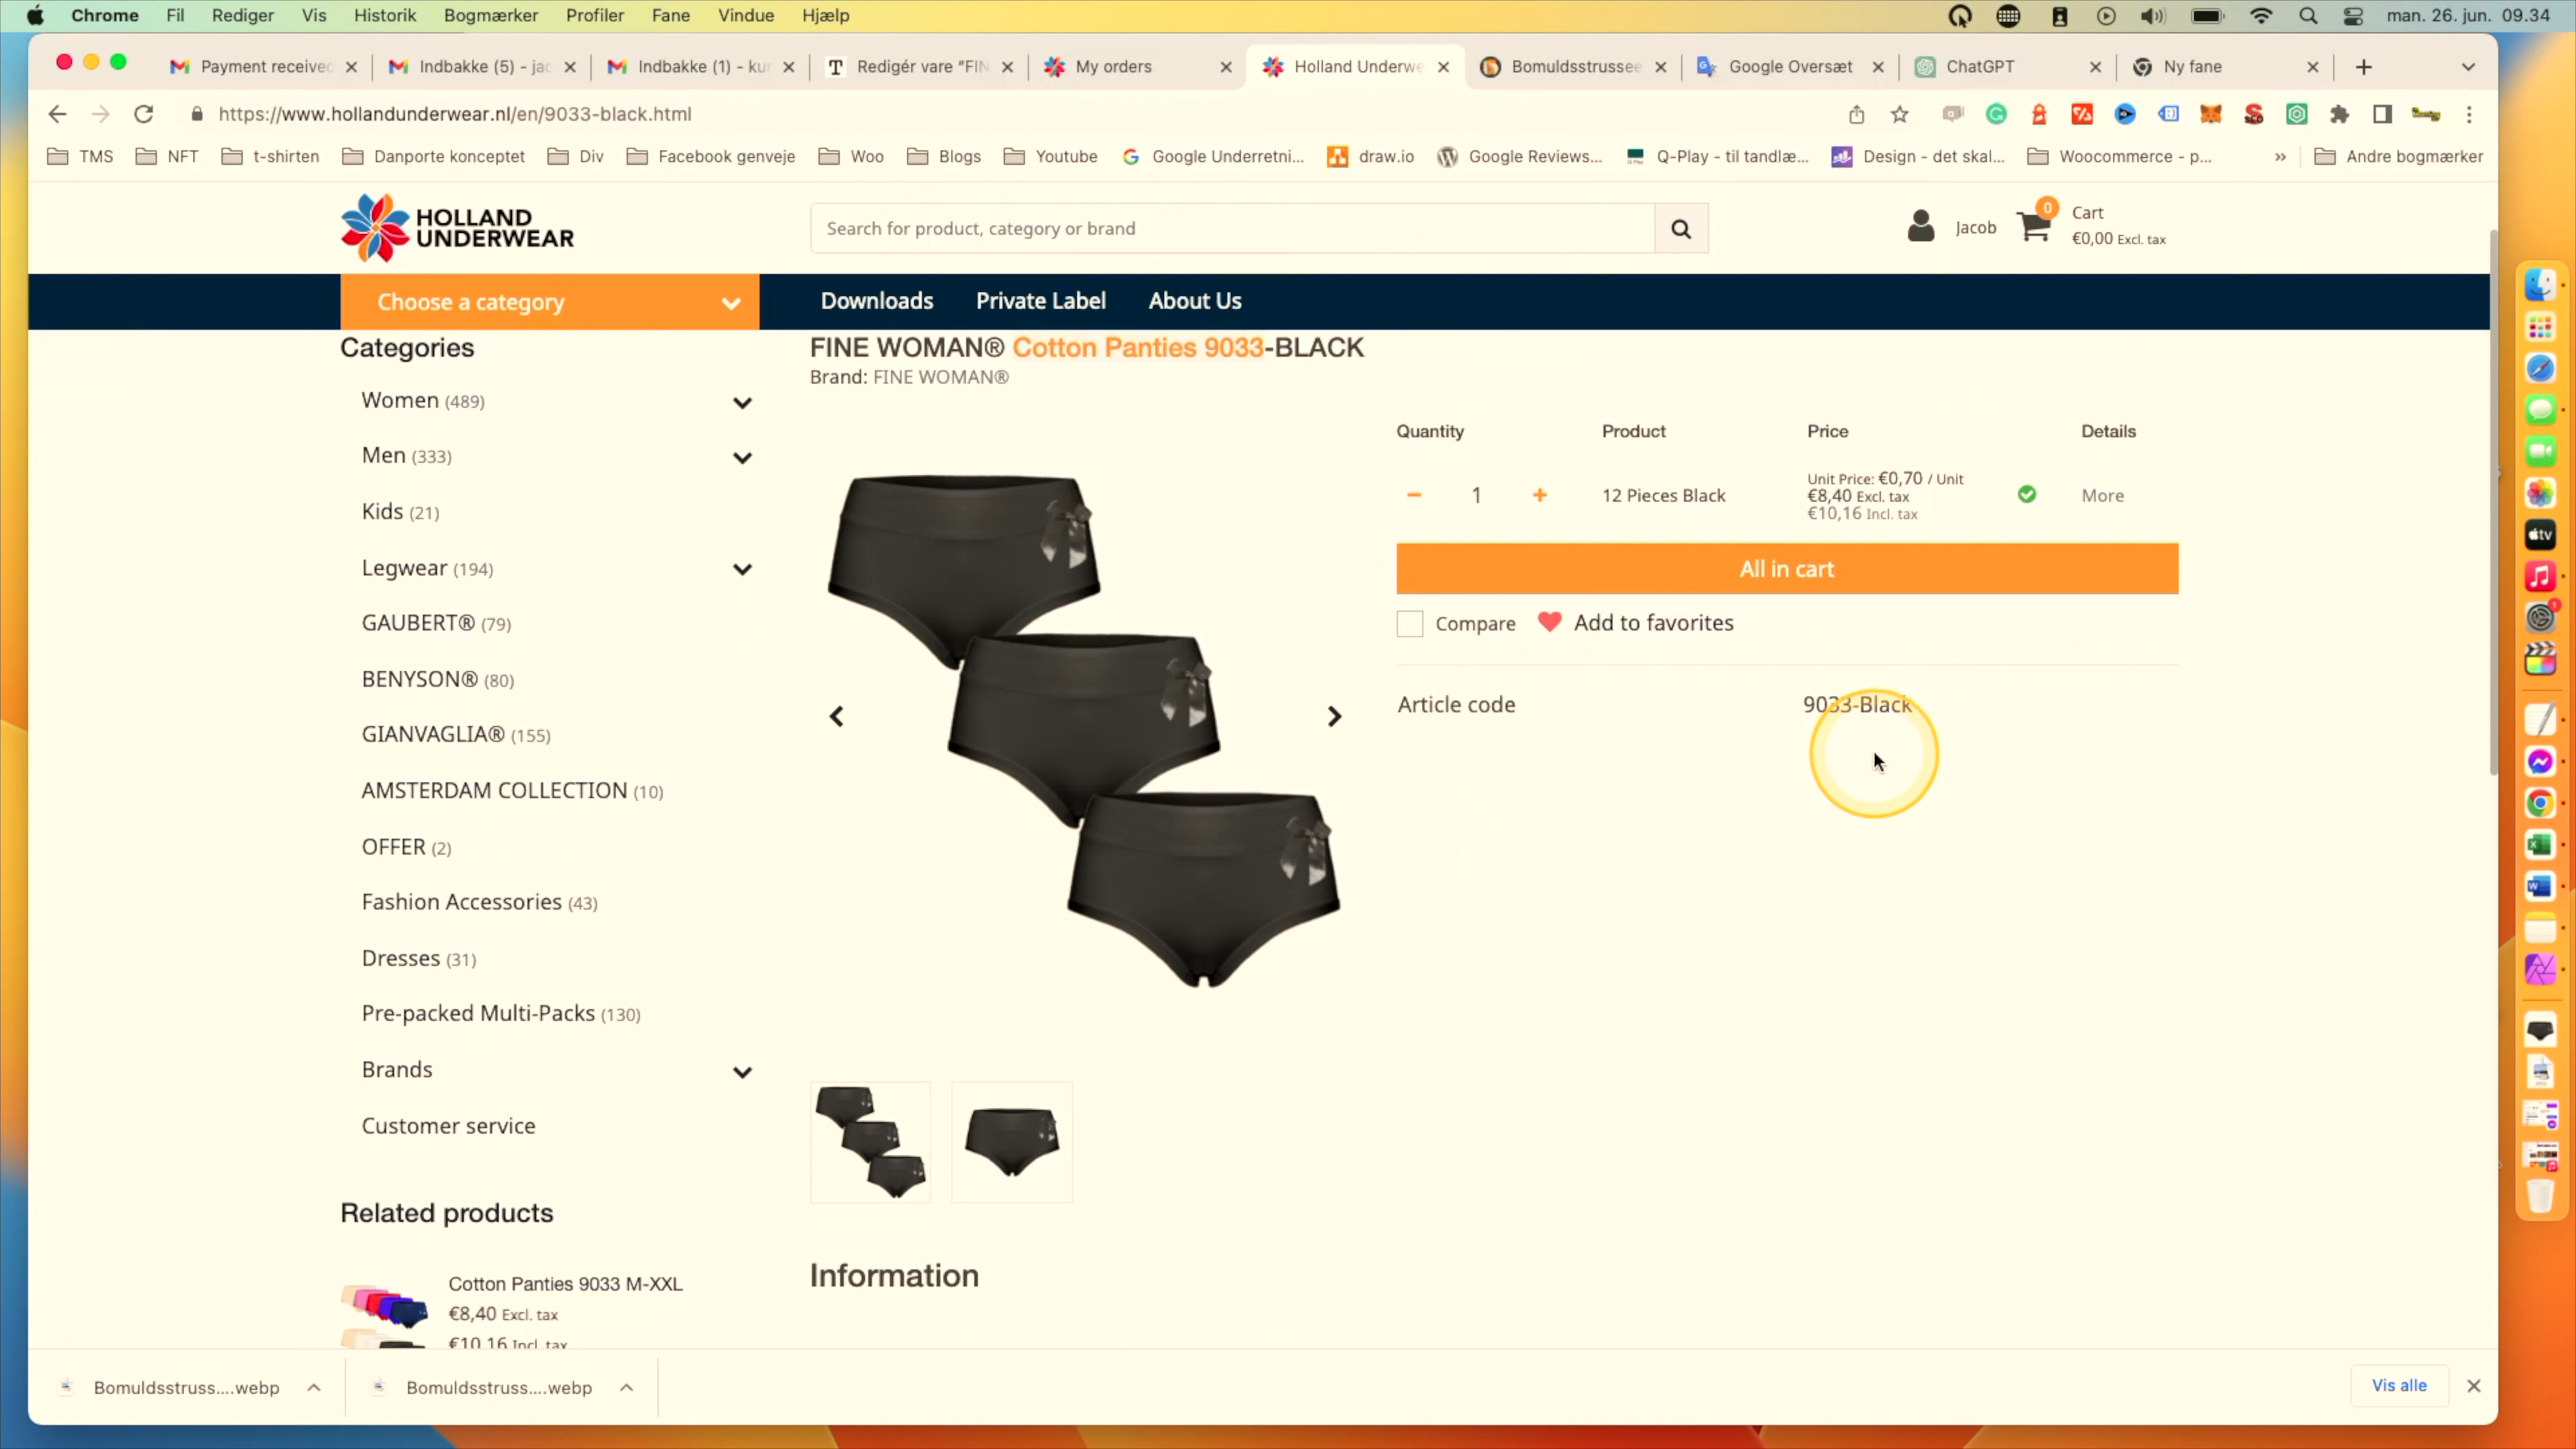 Chrome Fil Rediger Vis Historik Bogmærker Profiler Fane Vindue Hjælp man. 26. jun. 09.34
Payment received Indbakke (5) - jac Indbakke (1) - kur T Redigér vare "FIN My orders Holland Underwe Bomuldsstrussee Google Oversæt ChatGPT Ny fane
https://www.hollandunderwear.nl/en/9033-black.html
TMS NFT t-shirten Danporte konceptet Div Facebook genveje Woo Blogs Youtube Google Underretni... draw.io Google Reviews... Q-Play - til tandlæ... Design - det skal... Woocommerce - p... Andre bogmærker
HOLLAND
UNDERWEAR
Search for product, category or brand
Jacob
0
Cart
€0,00 Excl. tax
Choose a category
Downloads Private Label About Us
Categories
Women (489)
Men (333)
Kids (21)
Legwear (194)
GAUBERT® (79)
BENYSON® (80)
GIANVAGLIA® (155)
AMSTERDAM COLLECTION (10)
OFFER (2)
Fashion Accessories (43)
Dresses (31)
Pre-packed Multi-Packs (130)
Brands
Customer service
Related products
Cotton Panties 9033 M-XXL
€8,40 Excl. tax
€10,16 Incl. tax
FINE WOMAN® Cotton Panties 9033-BLACK
Brand: FINE WOMAN®
Quantity Product Price Details
1 12 Pieces Black
Unit Price: €0,70 / Unit
€8,40 Excl. tax
€10,16 Incl. tax
More
All in cart
Compare Add to favorites
Article code 9033-Black
Information
Bomuldsstruss....webp Bomuldsstruss....webp Vis alle